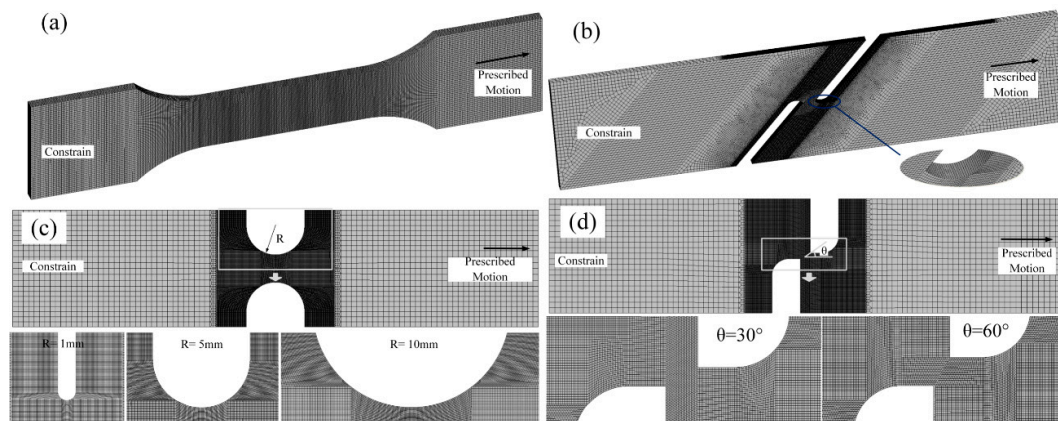 (a)
Prescribed
Motion
Constrain
(b)
Prescribed
Motion
Constrain
(c)
R
Constrain
Prescribed
Motion
R= 1mm
R= 5mm
R= 10mm
(d)
θ
Constrain
Prescribed
Motion
θ=30°
θ=60°